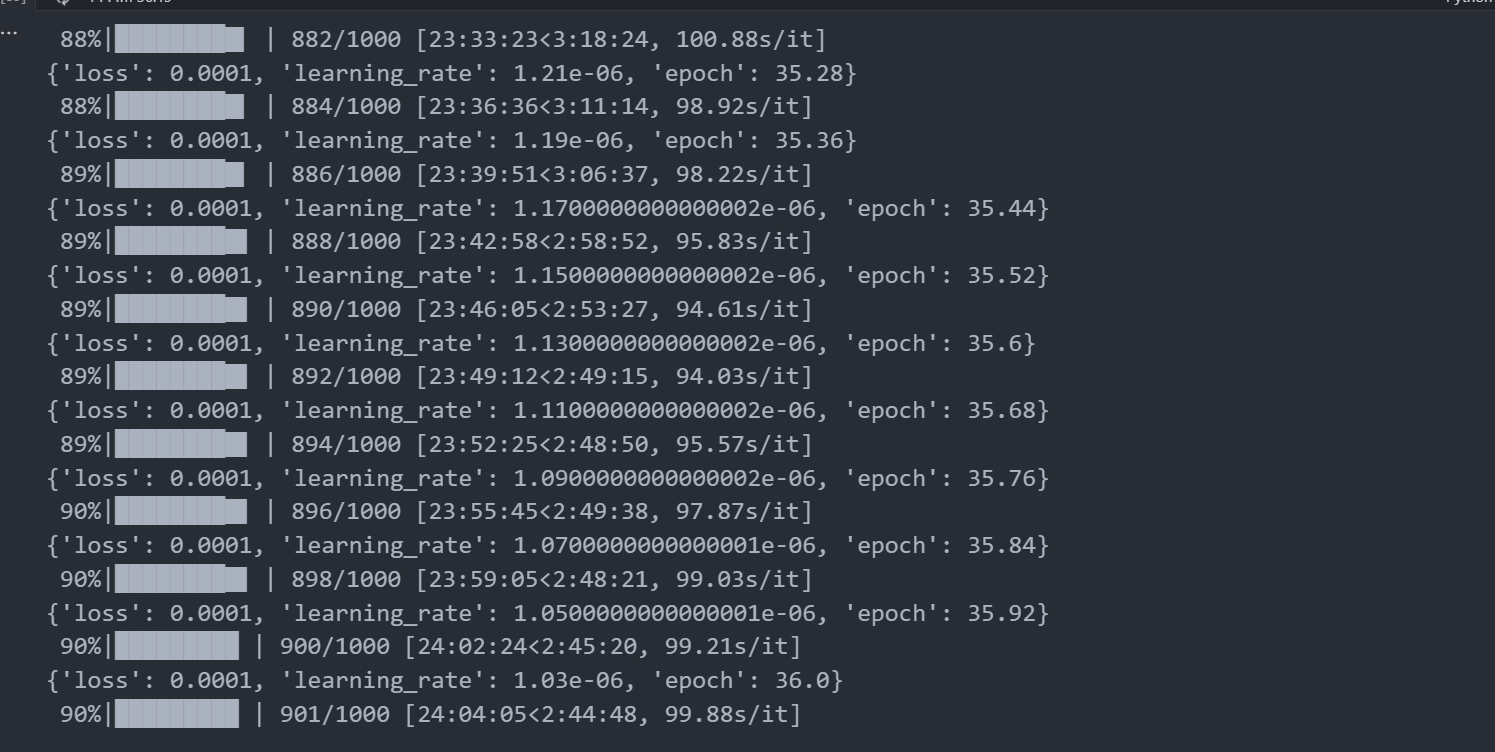 ...
88%|█████████ | 882/1000 [23:33:23<3:18:24, 100.88s/it]
{'loss': 0.0001, 'learning_rate': 1.21e-06, 'epoch': 35.28}
88%|█████████ | 884/1000 [23:36:36<3:11:14, 98.92s/it]
{'loss': 0.0001, 'learning_rate': 1.19e-06, 'epoch': 35.36}
89%|█████████ | 886/1000 [23:39:51<3:06:37, 98.22s/it]
{'loss': 0.0001, 'learning_rate': 1.1700000000000002e-06, 'epoch': 35.44}
89%|█████████ | 888/1000 [23:42:58<2:58:52, 95.83s/it]
{'loss': 0.0001, 'learning_rate': 1.1500000000000002e-06, 'epoch': 35.52}
89%|█████████ | 890/1000 [23:46:05<2:53:27, 94.61s/it]
{'loss': 0.0001, 'learning_rate': 1.1300000000000002e-06, 'epoch': 35.6}
89%|█████████ | 892/1000 [23:49:12<2:49:15, 94.03s/it]
{'loss': 0.0001, 'learning_rate': 1.1100000000000002e-06, 'epoch': 35.68}
89%|█████████ | 894/1000 [23:52:25<2:48:50, 95.57s/it]
{'loss': 0.0001, 'learning_rate': 1.0900000000000002e-06, 'epoch': 35.76}
90%|█████████ | 896/1000 [23:55:45<2:49:38, 97.87s/it]
{'loss': 0.0001, 'learning_rate': 1.0700000000000001e-06, 'epoch': 35.84}
90%|█████████ | 898/1000 [23:59:05<2:48:21, 99.03s/it]
{'loss': 0.0001, 'learning_rate': 1.0500000000000001e-06, 'epoch': 35.92}
90%|█████████ | 900/1000 [24:02:24<2:45:20, 99.21s/it]
{'loss': 0.0001, 'learning_rate': 1.03e-06, 'epoch': 36.0}
90%|█████████ | 901/1000 [24:04:05<2:44:48, 99.88s/it]